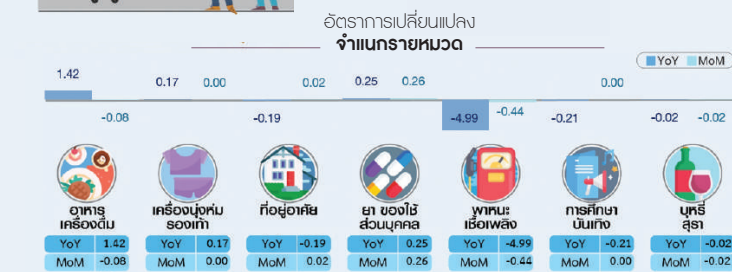 อัตราการเปลี่ยนแปลง
จำแนกรายหมวด
YoY MoM
1.42 -0.08 0.17 0.00 -0.19 0.02 0.25 0.26 -4.99 -0.44 -0.21 0.00 -0.02 -0.02
อาหาร เครื่องนุ่งห่ม ที่อยู่อาศัย ยา ของใช้ พาหนะ การศึกษา บุหรี่
เครื่องดื่ม รองเท้า ส่วนบุคคล เชื้อเพลิง บันเทิง สุรา
YoY 1.42 YoY 0.17 YoY -0.19 YoY 0.25 YoY -4.99 YoY -0.21 YoY -0.02
MoM -0.08 MoM 0.00 MoM 0.02 MoM 0.26 MoM -0.44 MoM 0.00 MoM -0.02